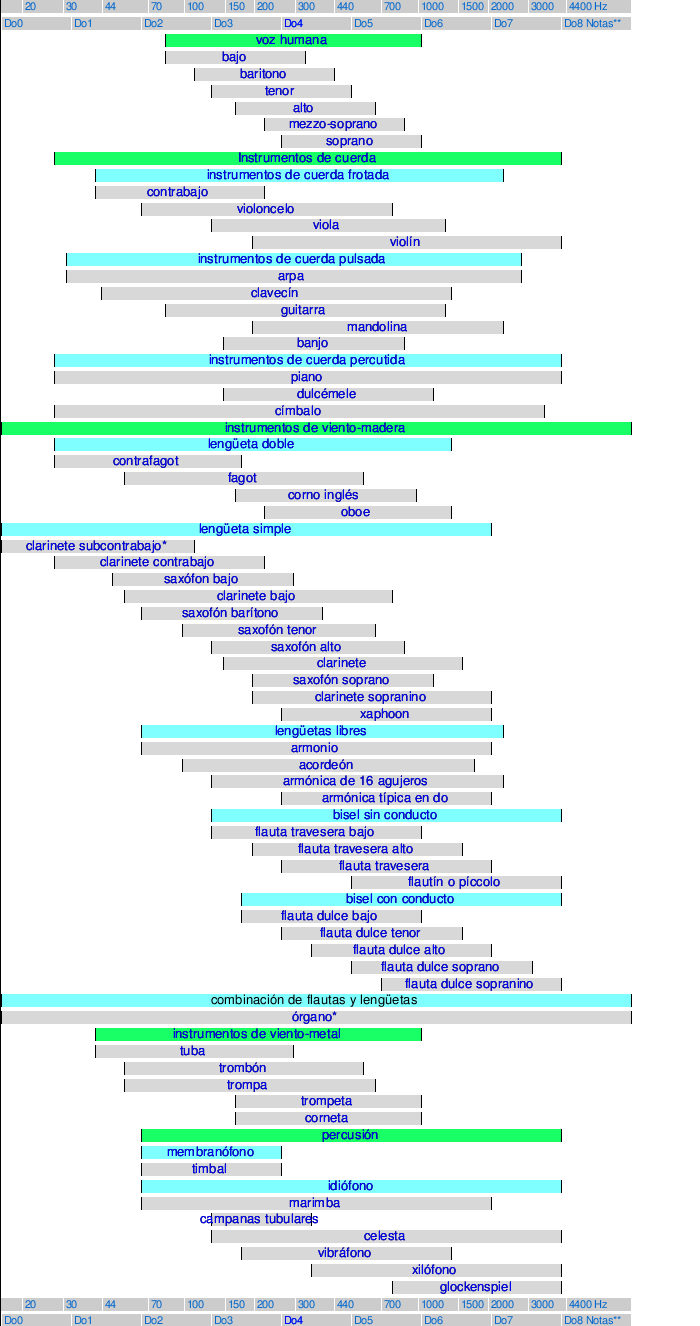 20 30 44 70 100 150 200 300 440 700 1000 1500 2000 3000 4400 Hz
Do0 Do1 Do2 Do3 Do4 Do5 Do6 Do7 Do8 Notas**
voz humana
bajo
baritono
tenor
alto
mezzo-soprano
soprano
Instrumentos de cuerda
instrumentos de cuerda frotada
contrabajo
violoncelo
viola
violín
instrumentos de cuerda pulsada
arpa
clavecín
guitarra
mandolina
banjo
instrumentos de cuerda percutida
piano
dulcémele
címbalo
instrumentos de viento-madera
lengüeta doble
contrafagot
fagot
corno inglés
oboe
lengüeta simple
clarinete subcontrabajo*
clarinete contrabajo
saxófon bajo
clarinete bajo
saxofón barítono
saxofón tenor
saxofón alto
clarinete
saxofón soprano
clarinete sopranino
xaphoon
lengüetas libres
armonio
acordeón
armónica de 16 agujeros
armónica típica en do
bisel sin conducto
flauta travesera bajo
flauta travesera alto
flauta travesera
flautín o píccolo
bisel con conducto
flauta dulce bajo
flauta dulce tenor
flauta dulce alto
flauta dulce soprano
flauta dulce sopranino
combinación de flautas y lengüetas
órgano*
instrumentos de viento-metal
tuba
trombón
trompa
trompeta
corneta
percusión
membranófono
timbal
idiófono
marimba
campanas tubulares
celesta
vibráfono
xilófono
glockenspiel
20 30 44 70 100 150 200 300 440 700 1000 1500 2000 3000 4400 Hz
Do0 Do1 Do2 Do3 Do4 Do5 Do6 Do7 Do8 Notas**